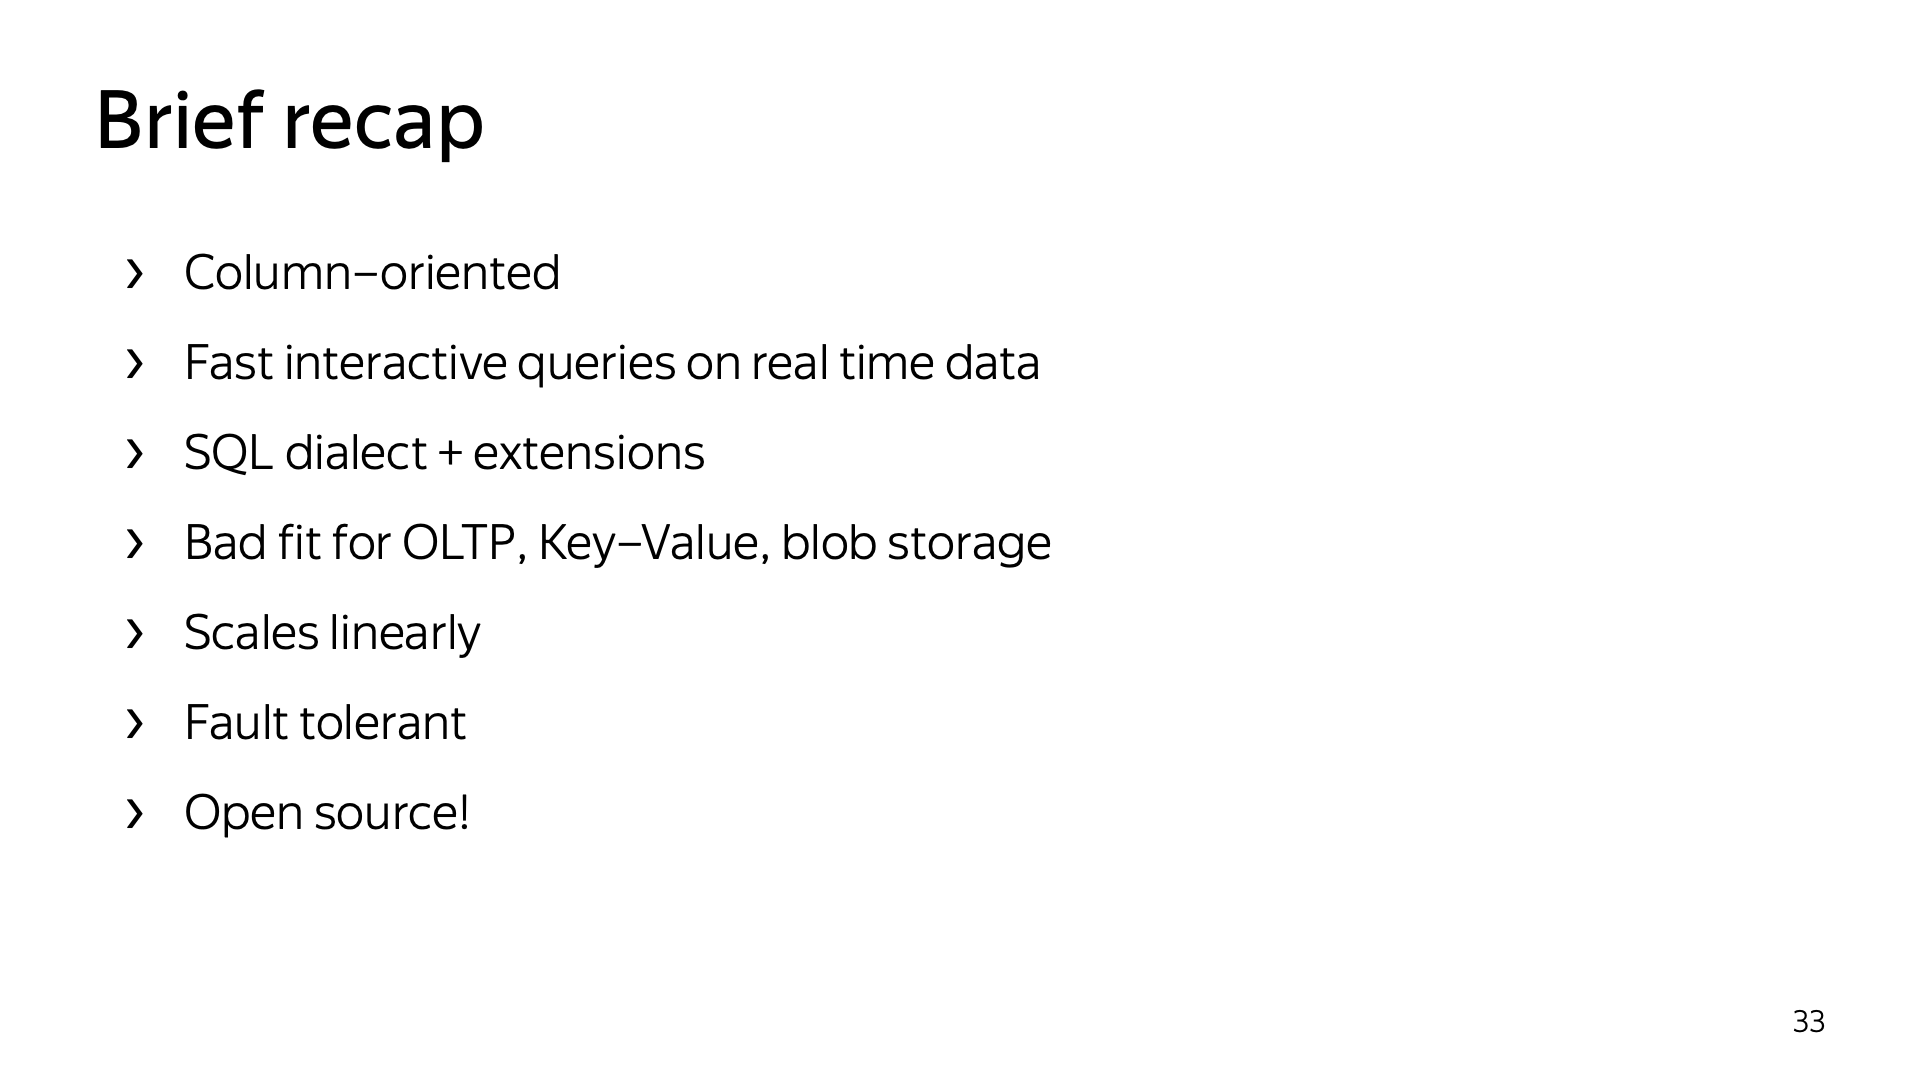 Brief recap
› Column–oriented
› Fast interactive queries on real time data
› SQL dialect + extensions
› Bad fit for OLTP, Key–Value, blob storage
› Scales linearly
› Fault tolerant
› Open source!
33